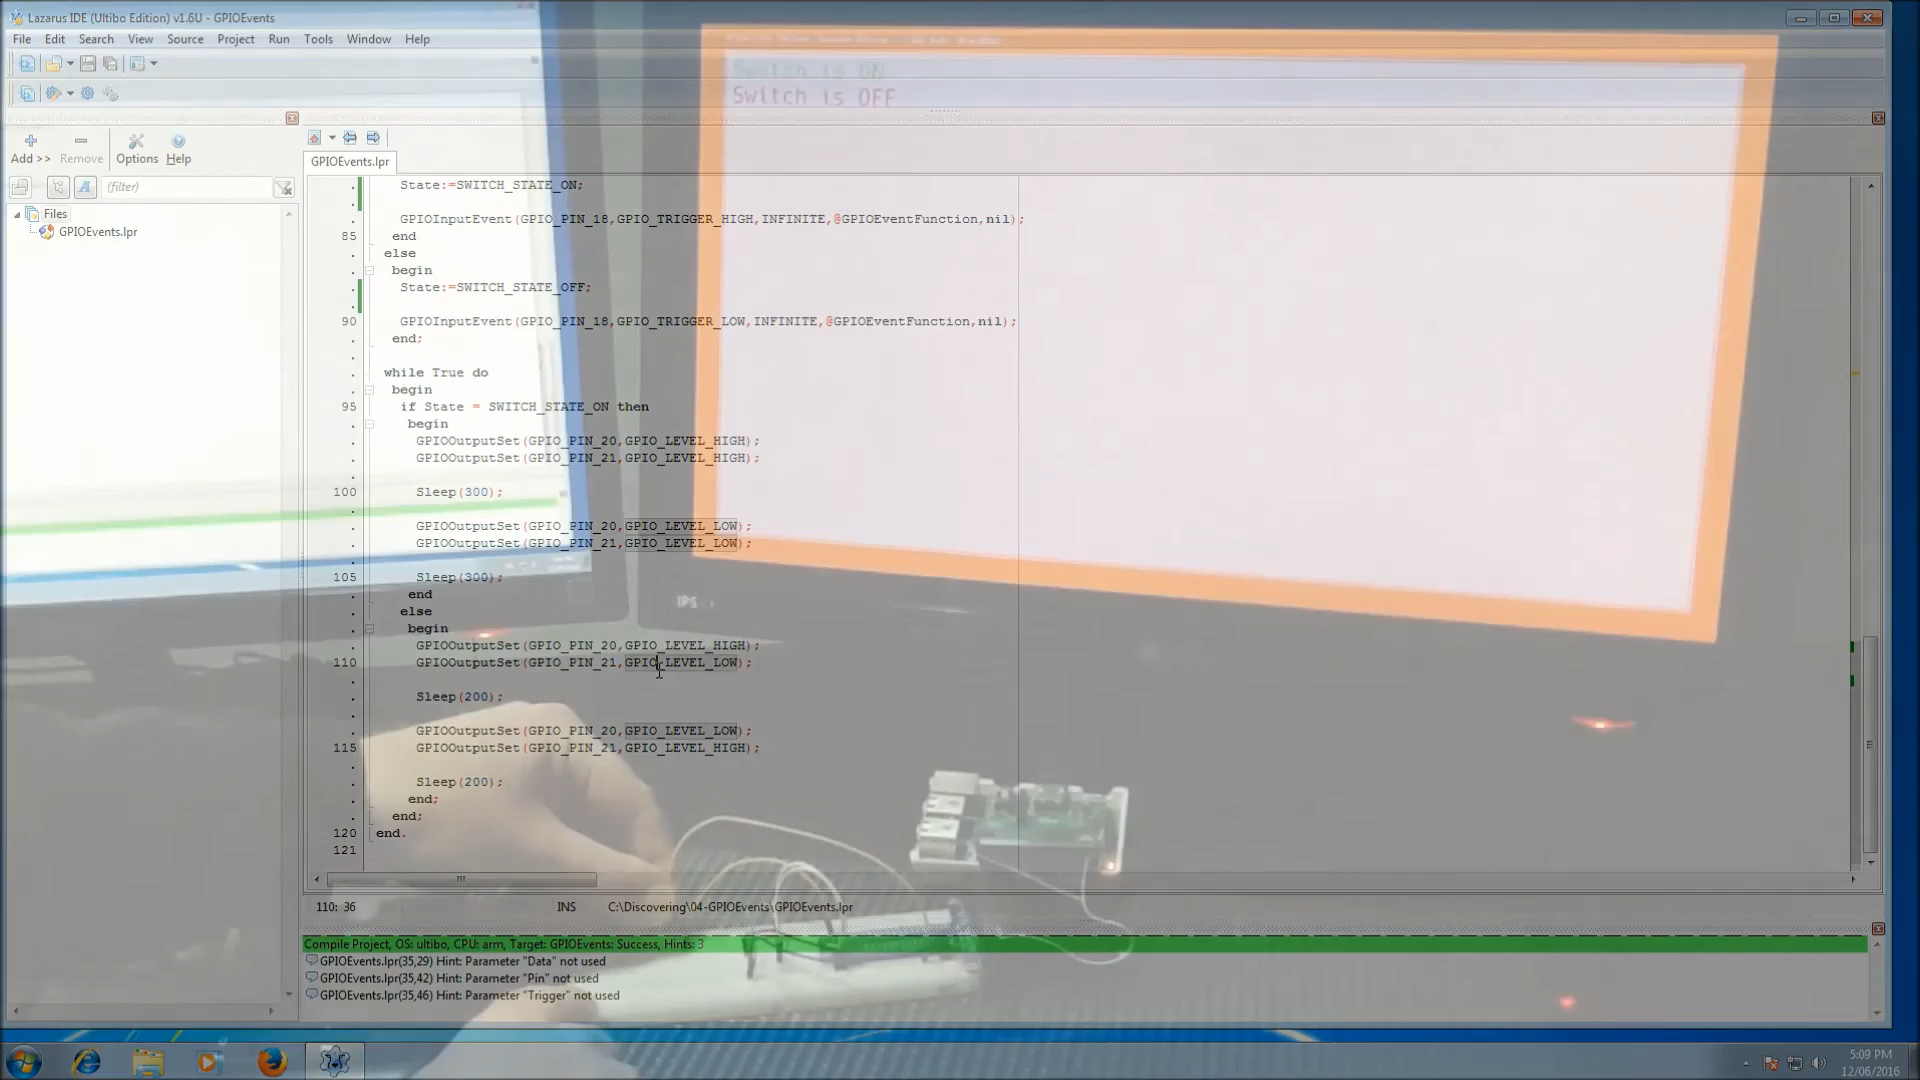 Lazarus IDE (Ultibo Edition) v1.6U - GPIOEvents
File Edit Search View Source Project Run Tools Window Help
Switch is ON
Switch is OFF
Add >> Remove Options Help
(filter)
GPIOEvents.lpr
Files
GPIOEvents.lpr
State:=SWITCH_STATE_ON;
GPIOInputEvent(GPIO_PIN_18,GPIO_TRIGGER_HIGH,INFINITE,@GPIOEventFunction,nil);
85 end
else
begin
State:=SWITCH_STATE_OFF;
90 GPIOInputEvent(GPIO_PIN_18,GPIO_TRIGGER_LOW,INFINITE,@GPIOEventFunction,nil);
end;
while True do
begin
95 if State = SWITCH_STATE_ON then
begin
GPIOOutputSet(GPIO_PIN_20,GPIO_LEVEL_HIGH);
GPIOOutputSet(GPIO_PIN_21,GPIO_LEVEL_HIGH);
100 Sleep(300);
GPIOOutputSet(GPIO_PIN_20,GPIO_LEVEL_LOW);
GPIOOutputSet(GPIO_PIN_21,GPIO_LEVEL_LOW);
105 Sleep(300);
end
else
IPS
begin
GPIOOutputSet(GPIO_PIN_20,GPIO_LEVEL_HIGH);
110 GPIOOutputSet(GPIO_PIN_21,GPIO_LEVEL_LOW);
Sleep(200);
GPIOOutputSet(GPIO_PIN_20,GPIO_LEVEL_LOW);
115 GPIOOutputSet(GPIO_PIN_21,GPIO_LEVEL_HIGH);
Sleep(200);
end;
end;
120 end.
121
110: 36 INS C:\Discovering\04-GPIOEvents\GPIOEvents.lpr
Compile Project, OS: ultibo, CPU: arm, Target: GPIOEvents: Success, Hints: 3
GPIOEvents.lpr(35,29) Hint: Parameter "Data" not used
GPIOEvents.lpr(35,42) Hint: Parameter "Pin" not used
GPIOEvents.lpr(35,46) Hint: Parameter "Trigger" not used
5:09 PM
12/06/2016